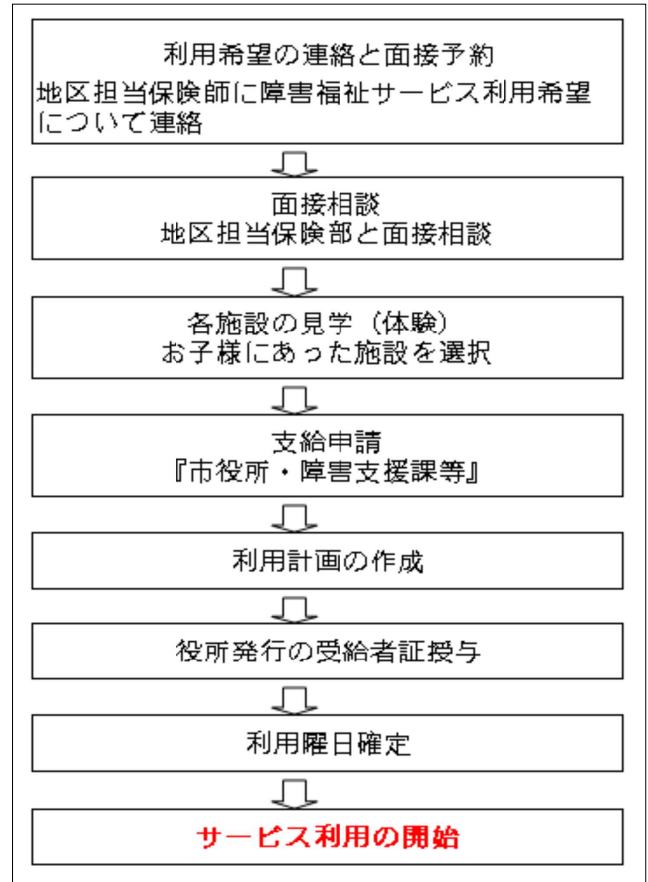 利用希望の連絡と面接予約
地区担当保険師に障害福祉サービス利用希望
について連絡
面接相談
地区担当保険部と面接相談
各施設の見学（体験）
お子様にあった施設を選択
支給申請
『市役所・障害支援課等』
利用計画の作成
役所発行の受給者証授与
利用曜日確定
サービス利用の開始